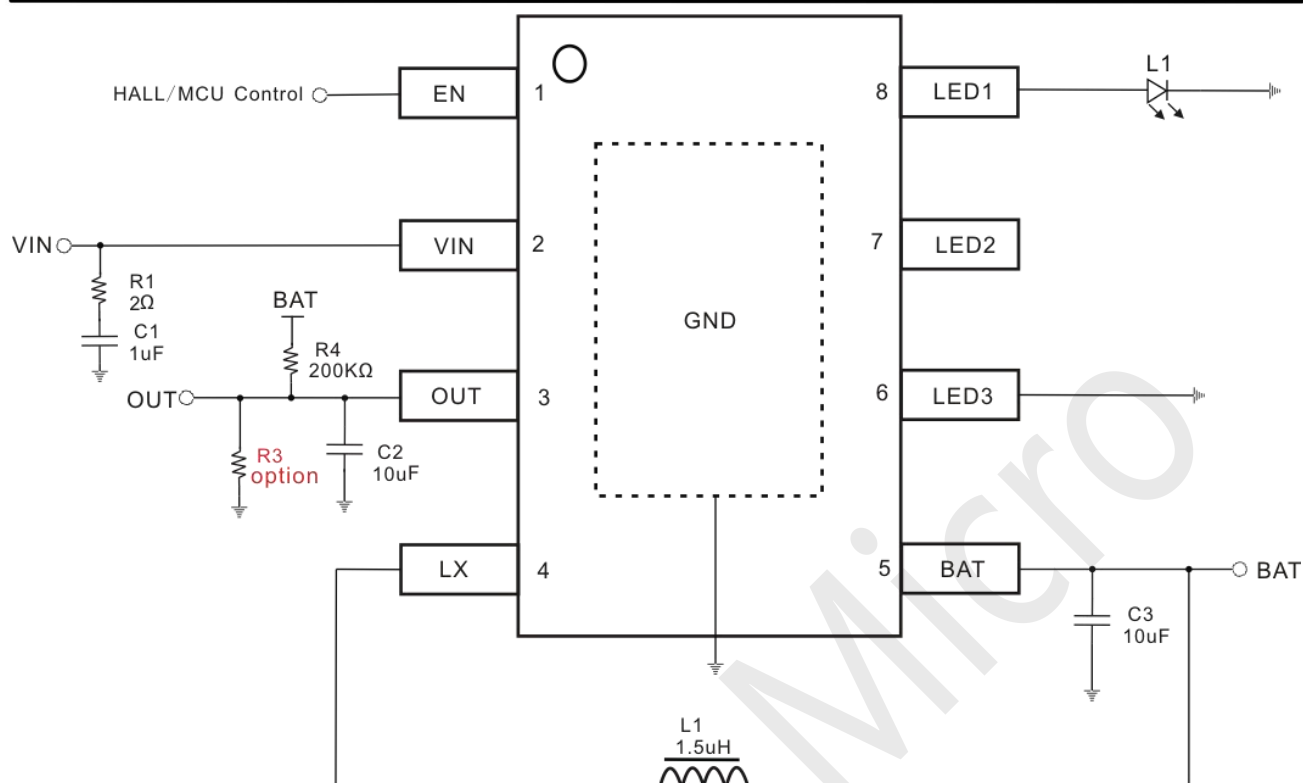 HALL/MCU Control
EN
1
8
LED1
L1
VIN
VIN
2
7
LED2
R1
2Ω
C1
1uF
BAT
R4
200KΩ
GND
OUT
OUT
3
6
LED3
R3
option
C2
10uF
LX
4
5
BAT
BAT
C3
10uF
L1
1.5uH
Micro